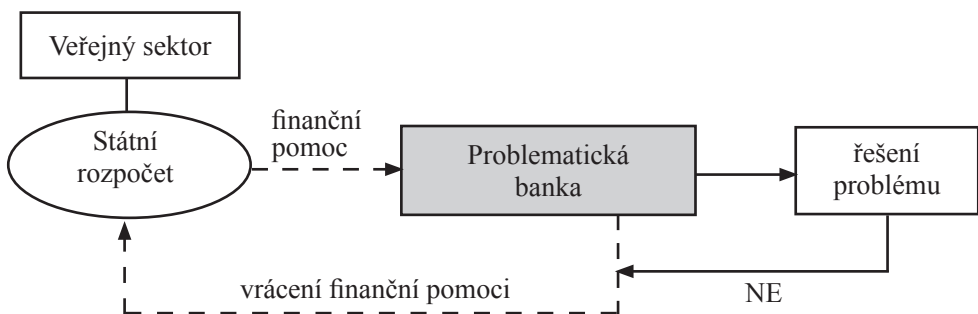 Veřejný sektor
Státní
rozpočet
finanční
pomoc
Problematická
banka
řešení
problému
vrácení finanční pomoci
NE